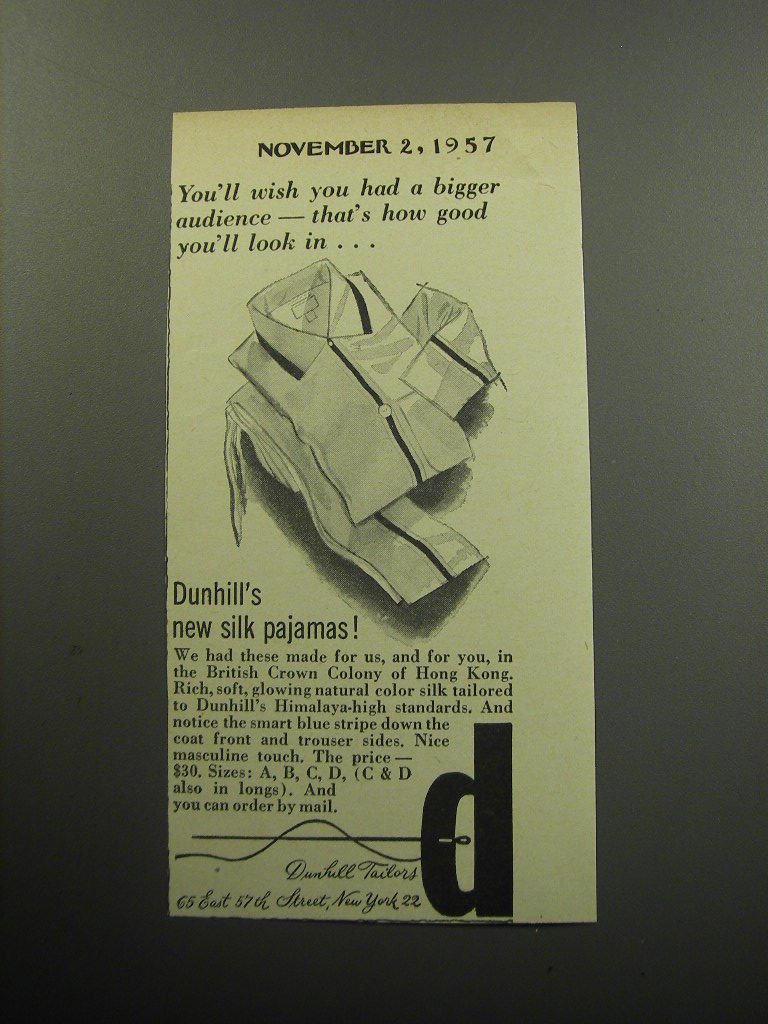 NOVEMBER 2, 1957
You'll wish you had a bigger
audience — that's how good
you'll look in . . .
Dunhill's
new silk pajamas!
We had these made for us, and for you, in
the British Crown Colony of Hong Kong.
Rich, soft, glowing natural color silk tailored
to Dunhill's Himalaya-high standards. And
notice the smart blue stripe down the
coat front and trouser sides. Nice
masculine touch. The price —
$30. Sizes: A, B, C, D, (C & D
also in longs). And
you can order by mail.
d
Dunhill Tailors
65 East 57th Street, New York 22